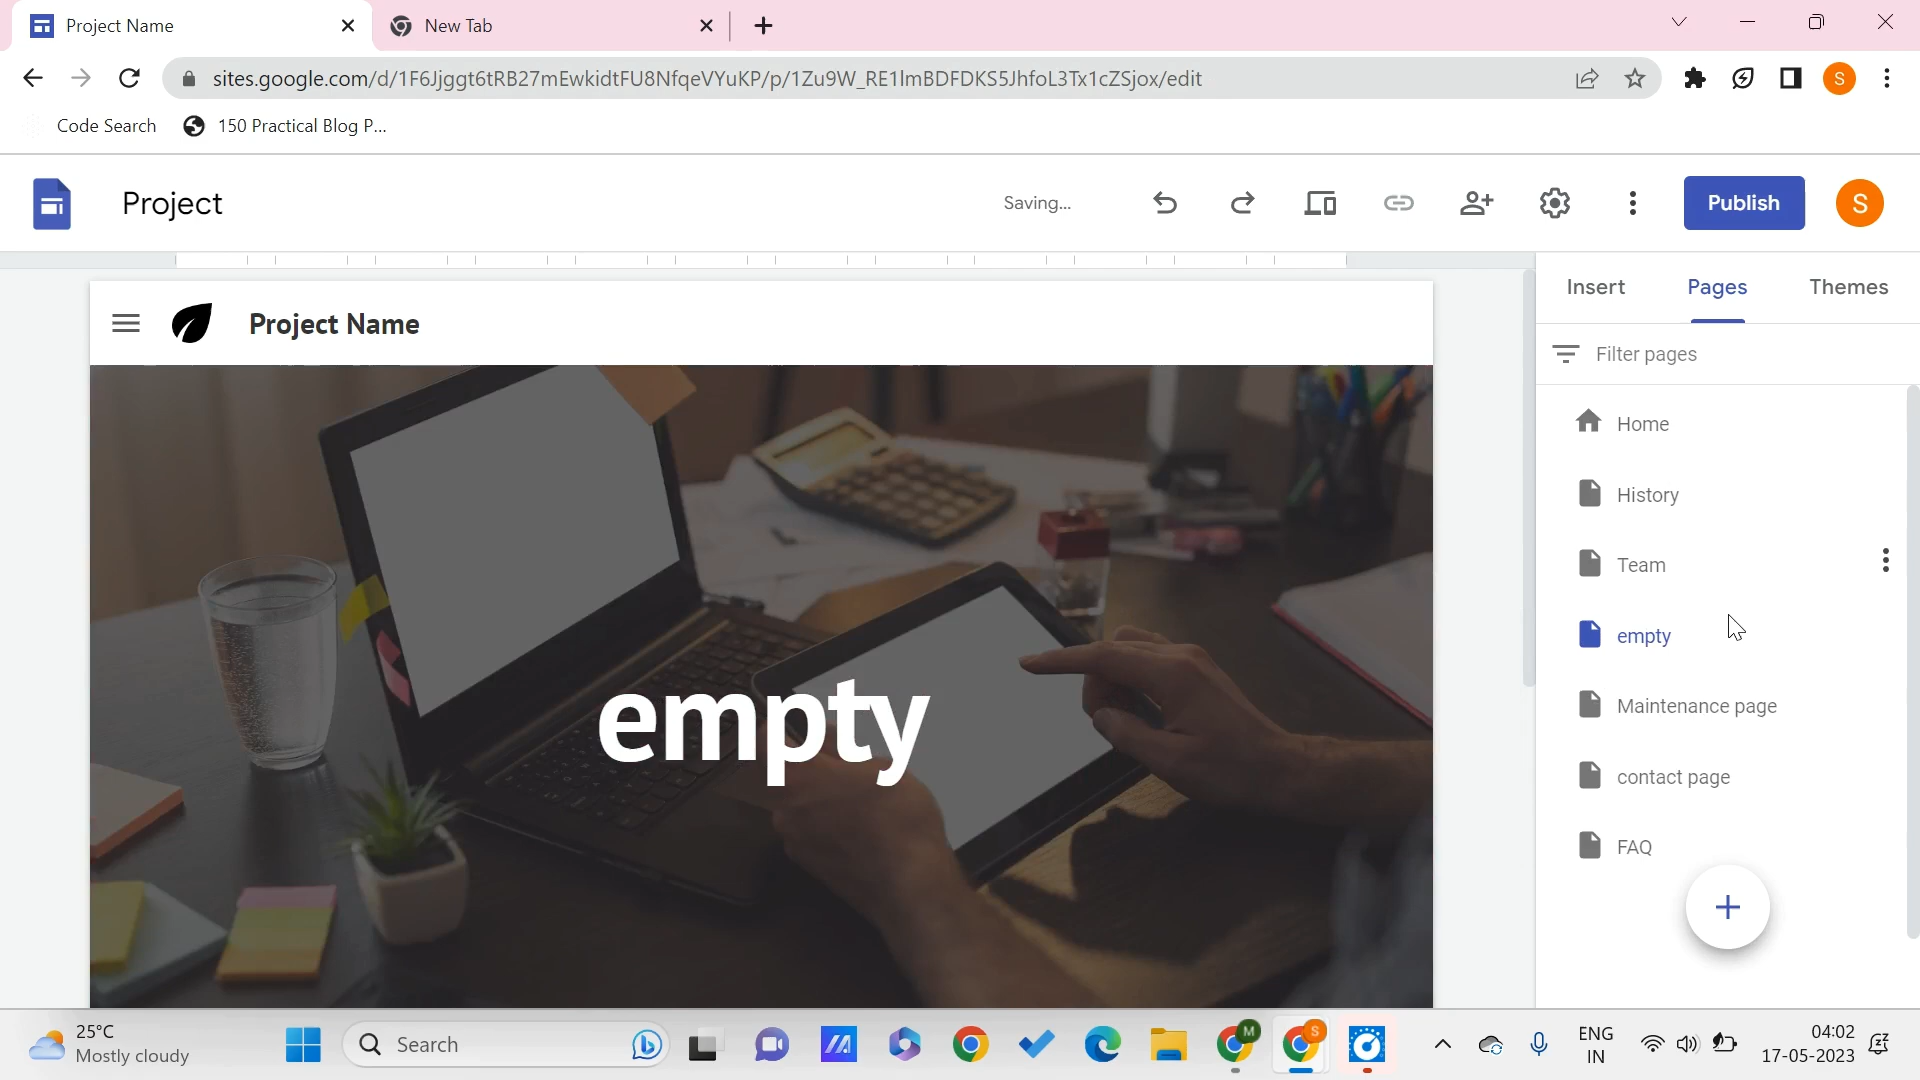 Project Name
New Tab
sites.google.com/d/1F6Jjggt6tRB27mEwkidtFU8NfqeVYuKP/p/1Zu9W_RE1lmBDFDKS5JhfoL3Tx1cZSjox/edit
S
Code Search
150 Practical Blog P...
Project
Saving...
Publish
S
Insert
Pages
Themes
Project Name
Filter pages
Home
History
Team
empty
empty
Maintenance page
contact page
FAQ
25°C
Mostly cloudy
Search
M
S
ENG
IN
04:02
17-05-2023